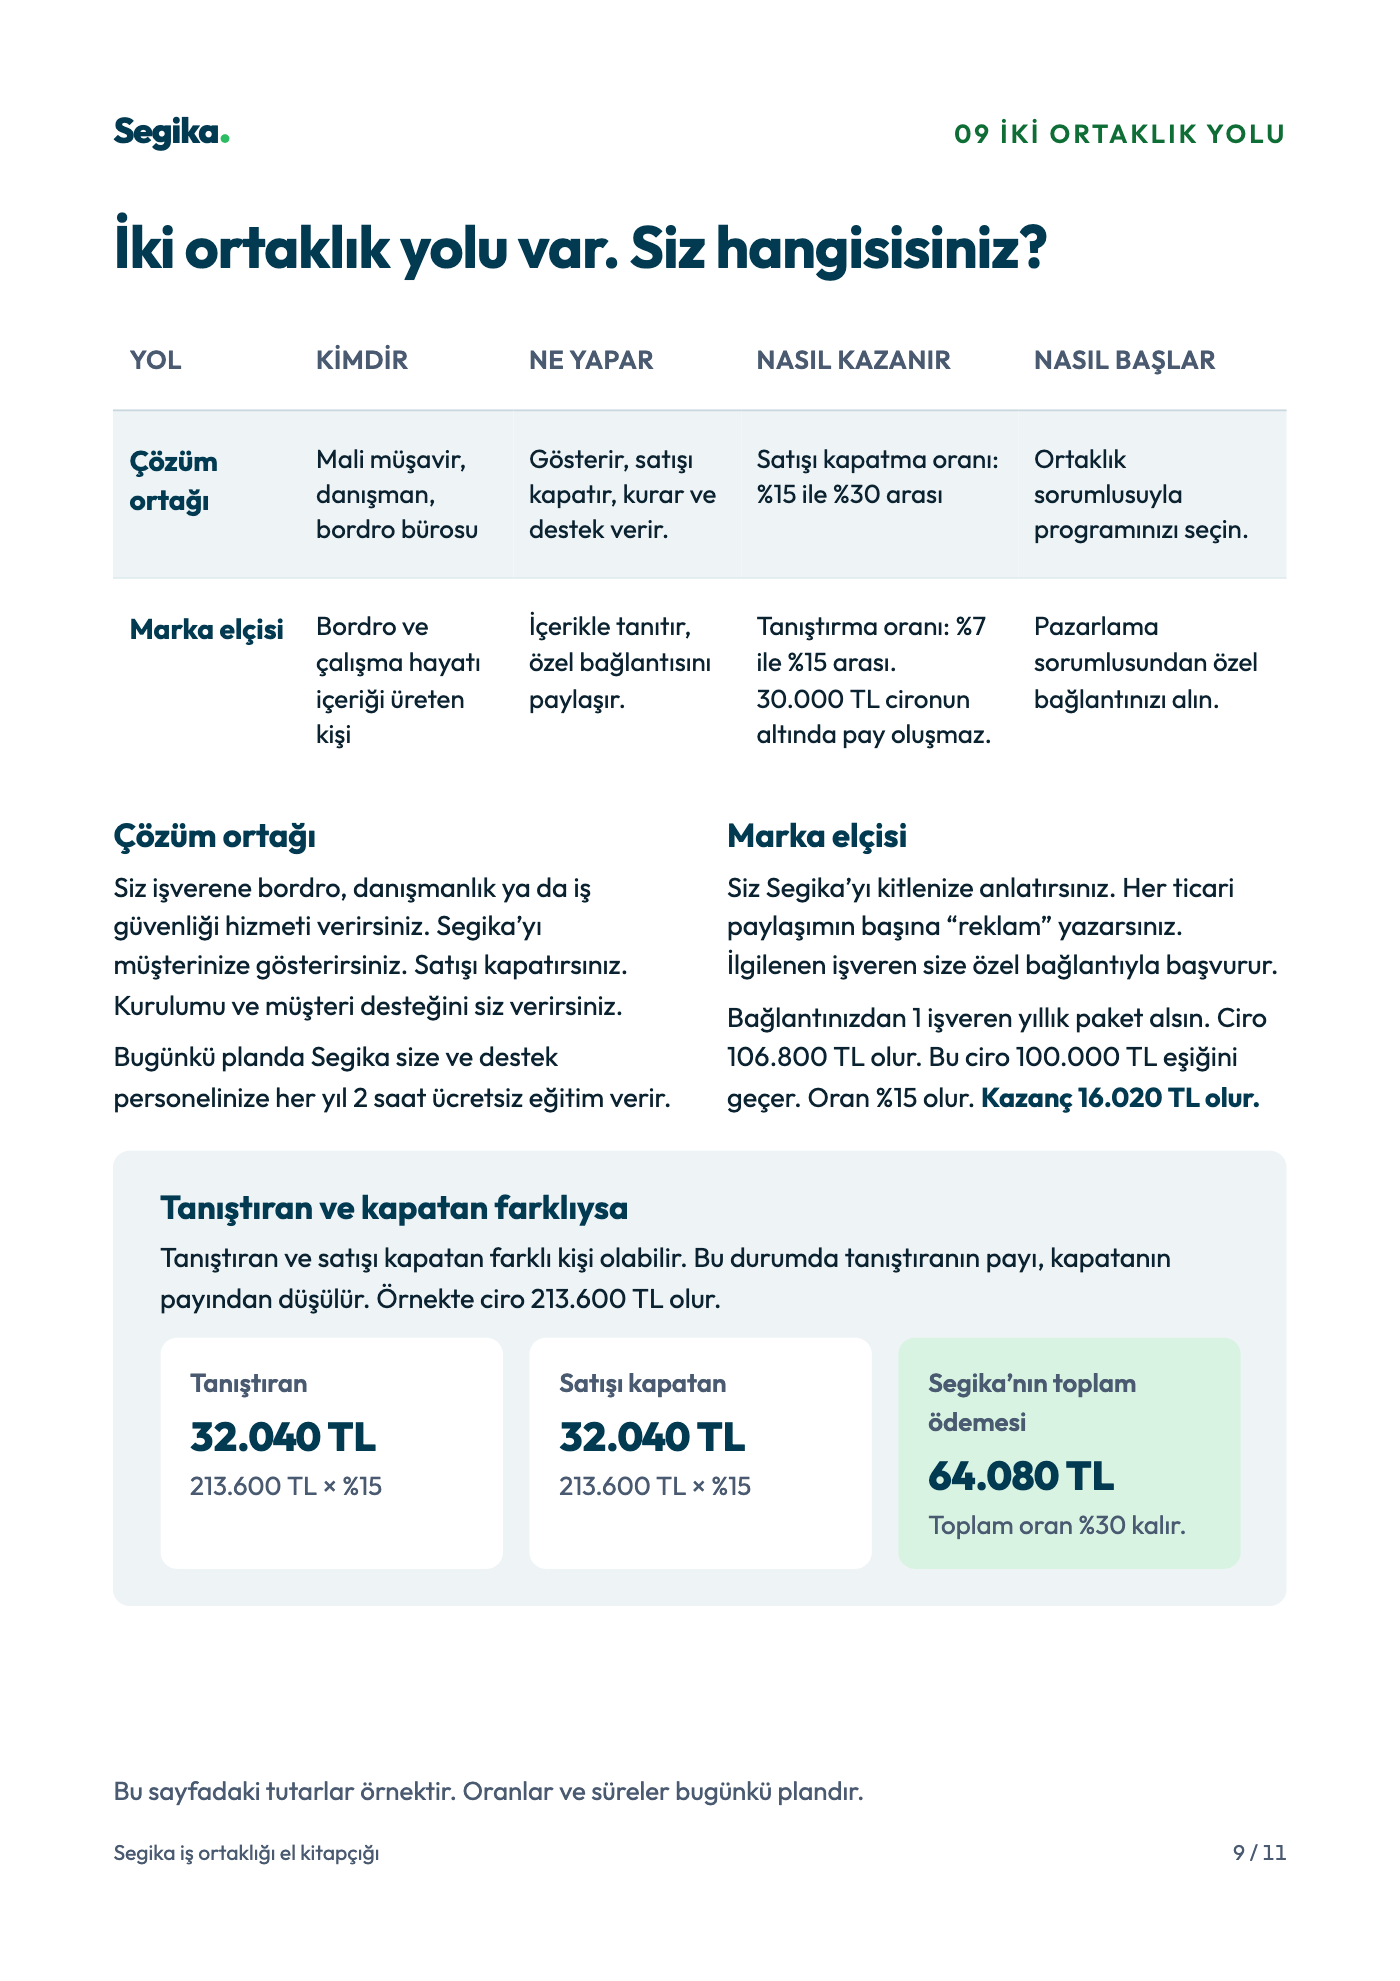 Segika.
09 İKİ ORTAKLIK YOLU
İki ortaklık yolu var. Siz hangisisiniz?
YOL KİMDİR NE YAPAR NASIL KAZANIR NASIL BAŞLAR
Çözüm ortağı
Mali müşavir,
danışman,
bordro bürosu
Gösterir, satışı
kapatır, kurar ve
destek verir.
Satışı kapatma oranı:
%15 ile %30 arası
Ortaklık
sorumlusuyla
programınızı seçin.
Marka elçisi
Bordro ve
çalışma hayatı
içeriği üreten
kişi
İçerikle tanıtır,
özel bağlantısını
paylaşır.
Tanıştırma oranı: %7
ile %15 arası.
30.000 TL cironun
altında pay oluşmaz.
Pazarlama
sorumlusundan özel
bağlantınızı alın.
Çözüm ortağı
Siz işverene bordro, danışmanlık ya da iş
güvenliği hizmeti verirsiniz. Segika’yı
müşterinize gösterirsiniz. Satışı kapatırsınız.
Kurulumu ve müşteri desteğini siz verirsiniz.
Bugünkü planda Segika size ve destek
personelinize her yıl 2 saat ücretsiz eğitim verir.
Marka elçisi
Siz Segika’yı kitlenize anlatırsınız. Her ticari
paylaşımın başına “reklam” yazarsınız.
İlgilenen işveren size özel bağlantıyla başvurur.
Bağlantınızdan 1 işveren yıllık paket alsın. Ciro
106.800 TL olur. Bu ciro 100.000 TL eşiğini
geçer. Oran %15 olur. Kazanç 16.020 TL olur.
Tanıştıran ve kapatan farklıysa
Tanıştıran ve satışı kapatan farklı kişi olabilir. Bu durumda tanıştıranın payı, kapatanın
payından düşülür. Örnekte ciro 213.600 TL olur.
Tanıştıran
32.040 TL
213.600 TL × %15
Satışı kapatan
32.040 TL
213.600 TL × %15
Segika’nın toplam
ödemesi
64.080 TL
Toplam oran %30 kalır.
Bu sayfadaki tutarlar örnektir. Oranlar ve süreler bugünkü plandır.
Segika iş ortaklığı el kitapçığı
9 / 11